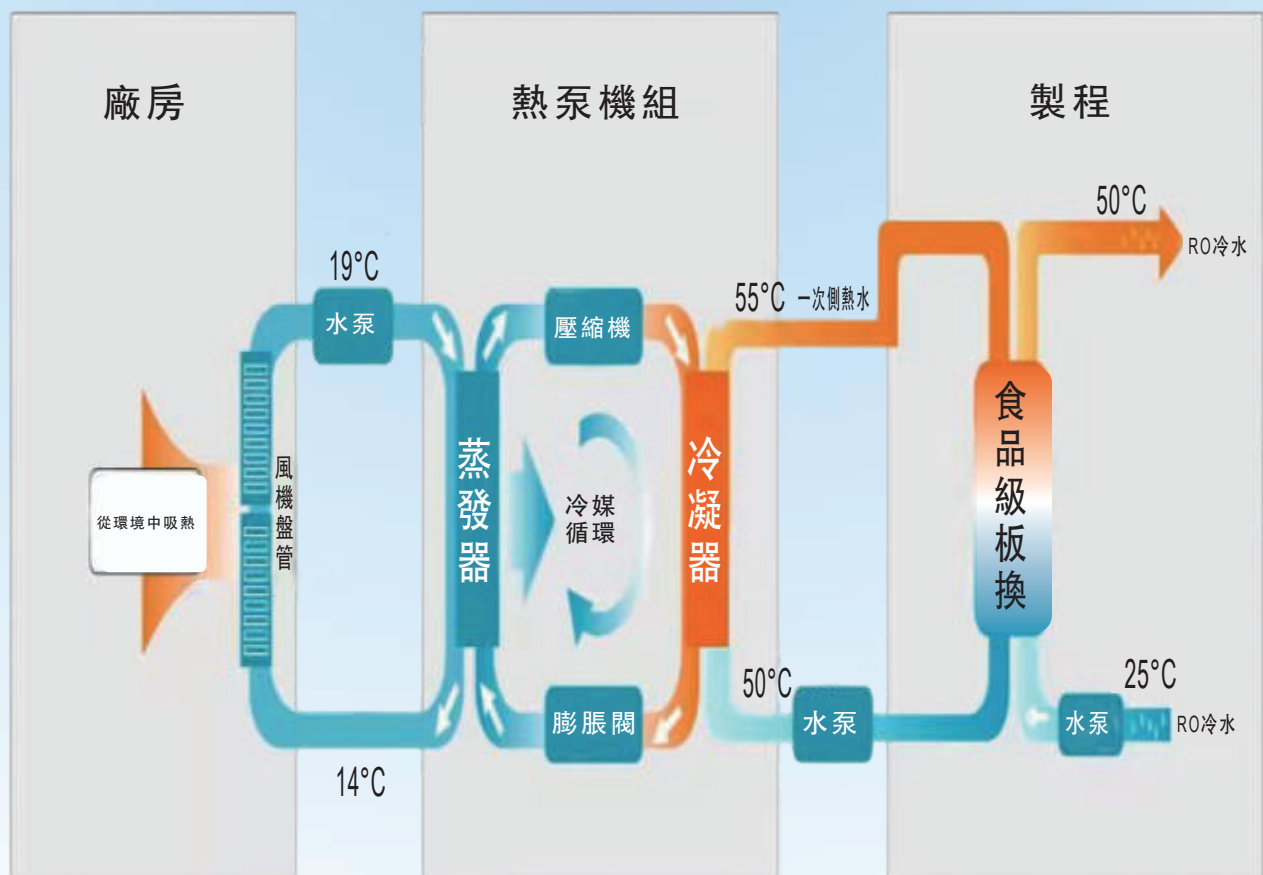 廠房
熱泵機組
製程
50°C
RO冷水
19°C
水泵
壓縮機
55°C 一次側熱水
從環境中吸熱
風機盤管
蒸發器
冷媒
循環
冷凝器
食品級板換
膨脹閥
50°C
水泵
25°C
水泵
RO冷水
14°C